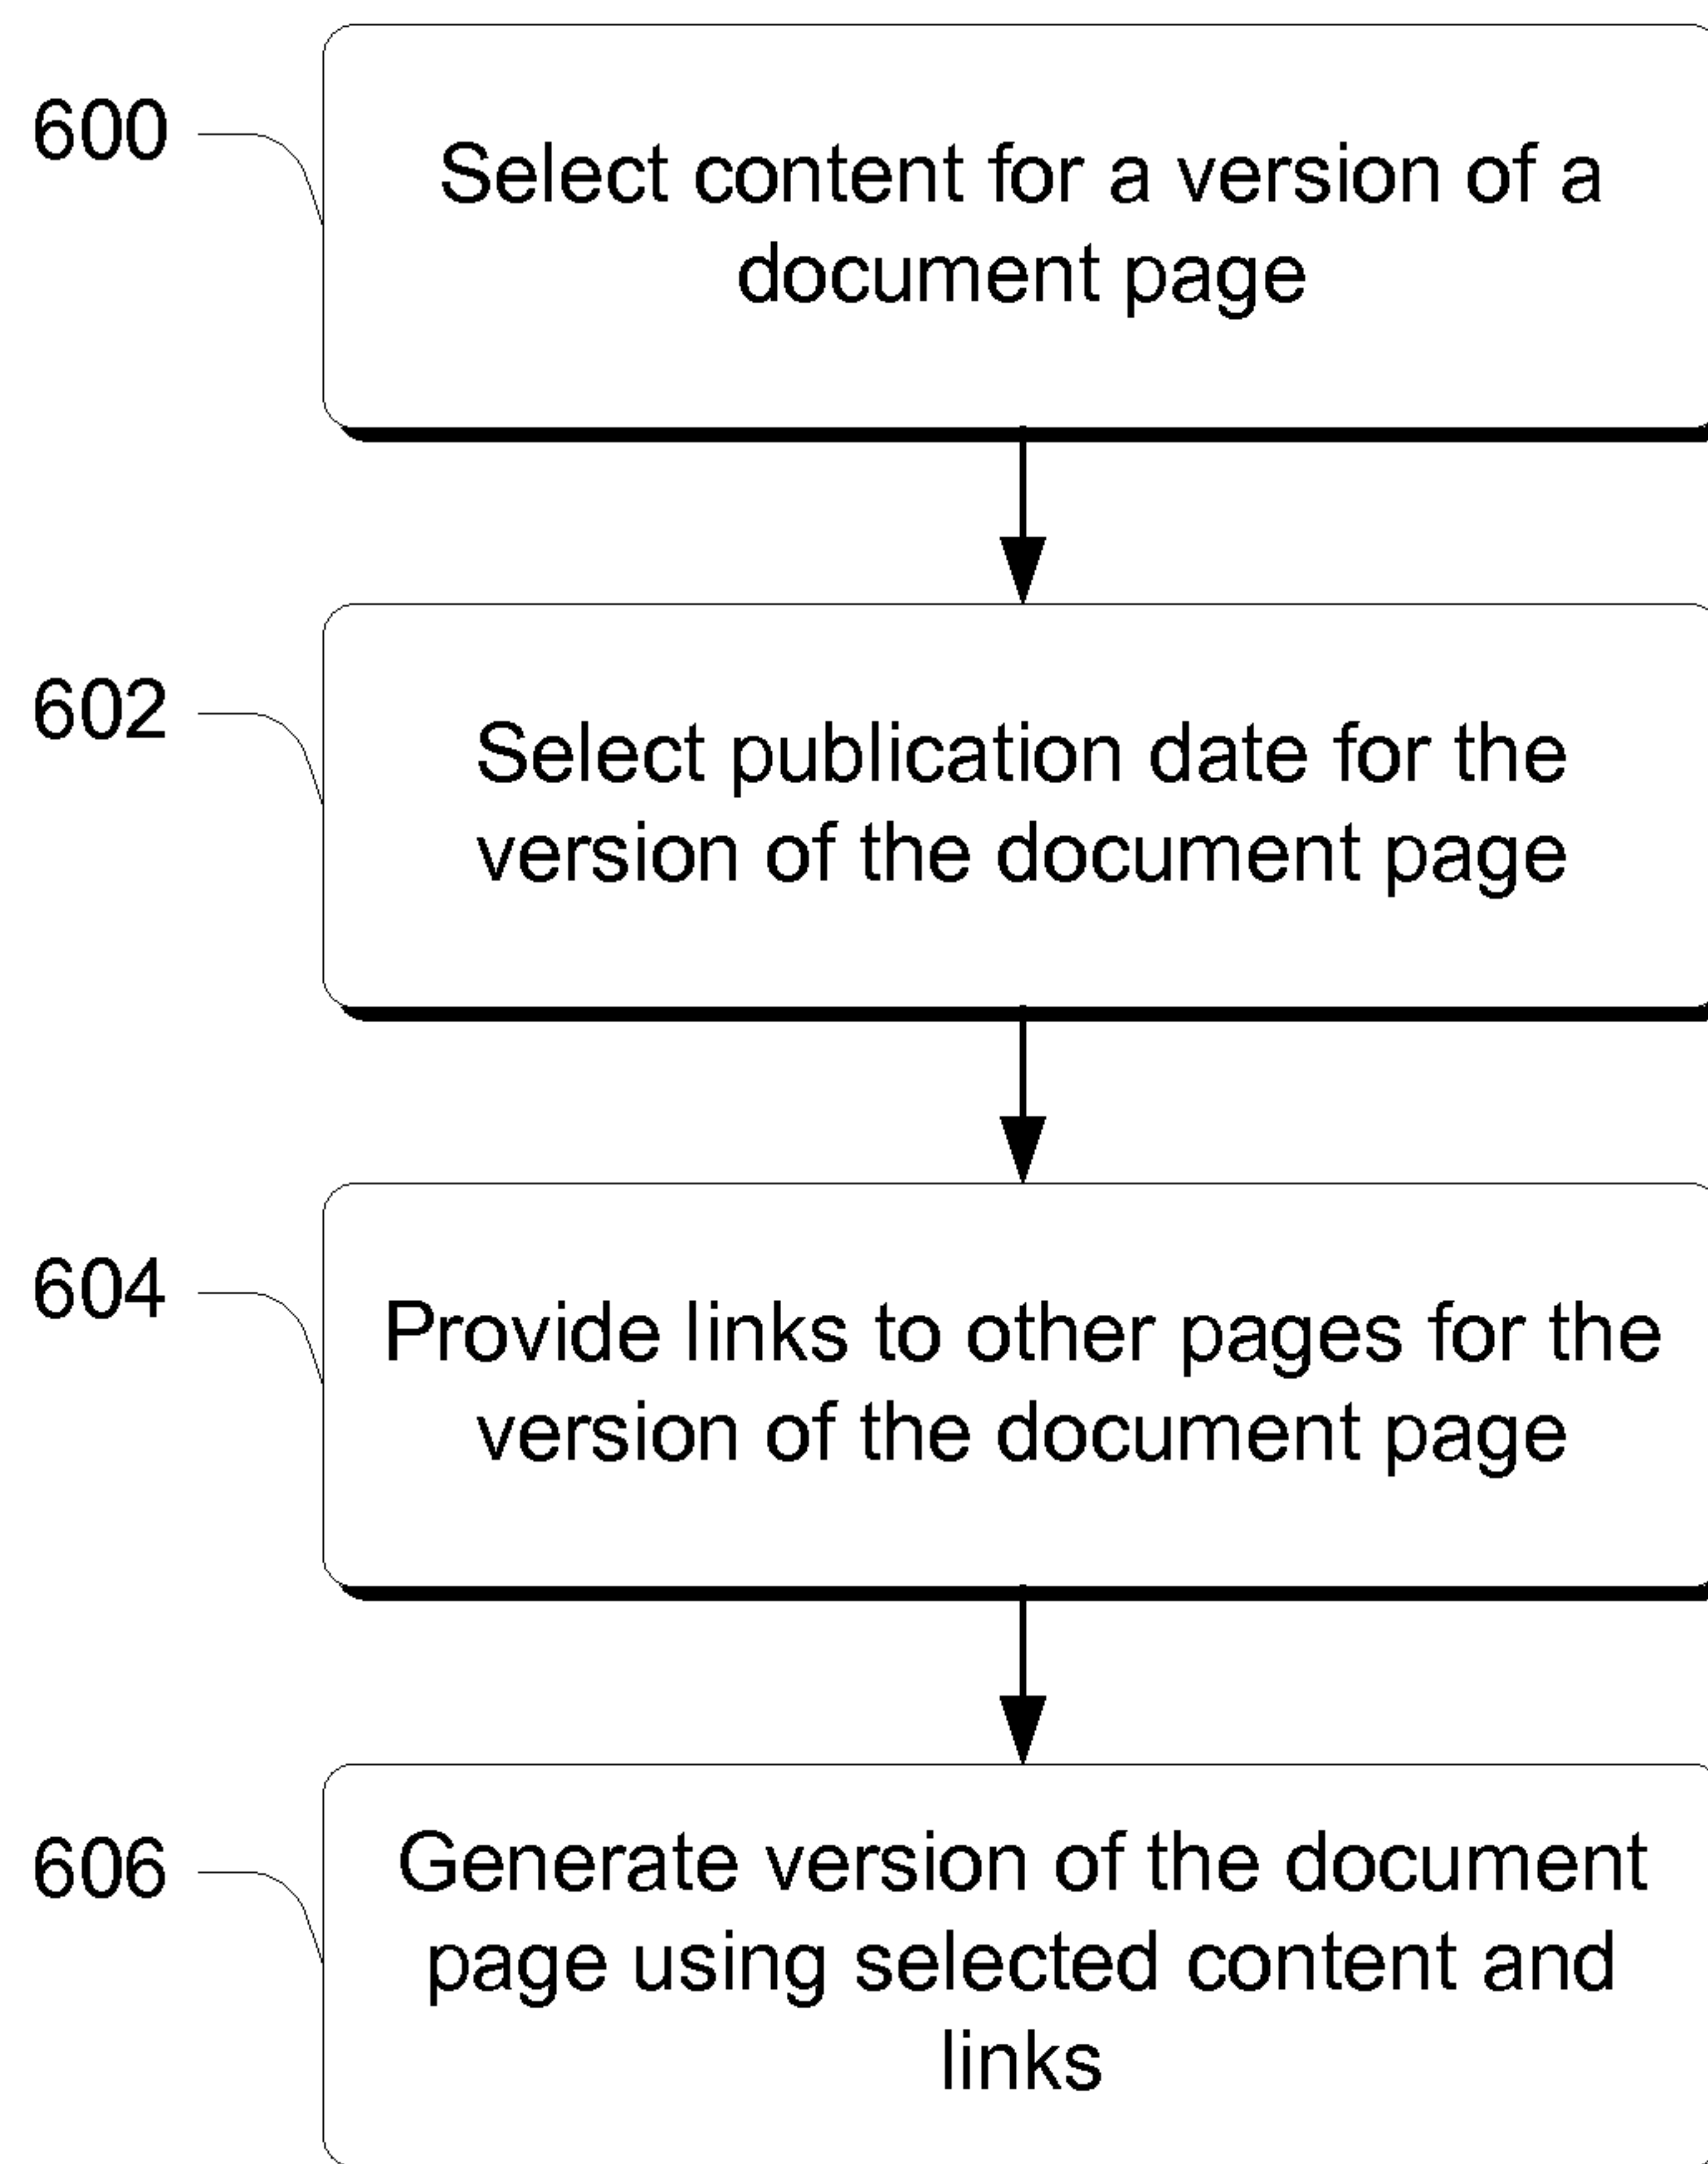 600
Select content for a version of a
document page
602
Select publication date for the
version of the document page
604
Provide links to other pages for the
version of the document page
606
Generate version of the document
page using selected content and
links